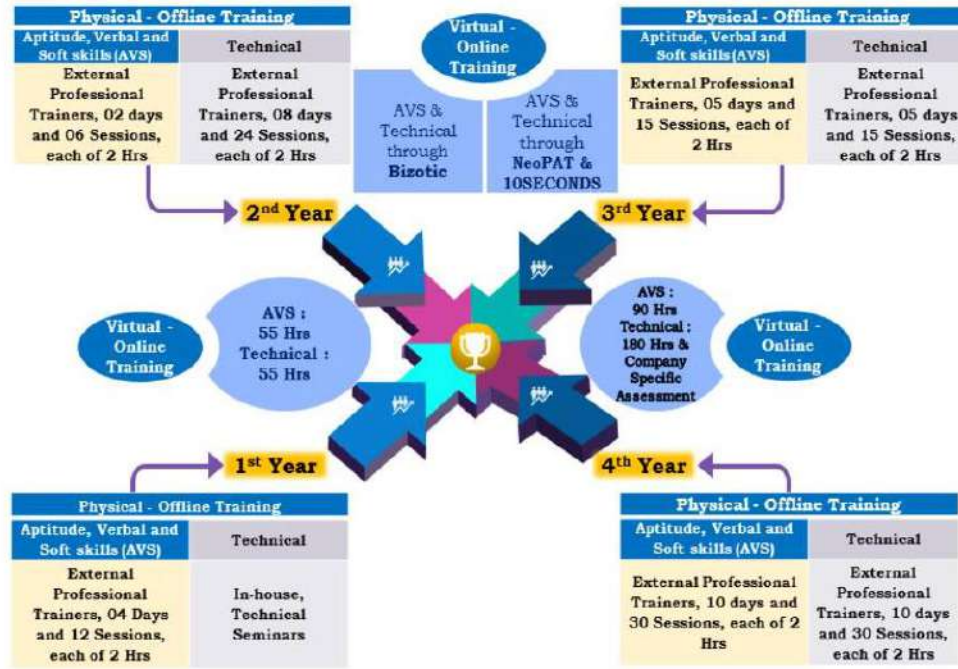 Physical - Offline Training
Aptitude, Verbal and
Soft skills (AVS)
Technical
External
Professional
Trainers, 02 days
and 06 Sessions,
each of 2 Hrs
External
Professional
Trainers, 08 days
and 24 Sessions,
each of 2 Hrs
Virtual -
Online
Training
AVS &
Technical
through
Bizotic
AVS &
Technical
through
NeoPAT &
10SECONDS
Physical - Offline Training
Aptitude, Verbal and
Soft skills (AVS)
Technical
External Professional
Trainers, 05 days and
15 Sessions, each of
2 Hrs
External
Professional
Trainers, 05 days
and 15 Sessions,
each of 2 Hrs
2nd Year
3rd Year
Virtual -
Online
Training
AVS :
55 Hrs
Technical :
55 Hrs
AVS :
90 Hrs
Technical :
180 Hrs &
Company
Specific
Assessment
Virtual -
Online
Training
1st Year
4th Year
Physical - Offline Training
Aptitude, Verbal and
Soft skills (AVS)
Technical
External
Professional
Trainers, 04 Days
and 12 Sessions,
each of 2 Hrs
In-house,
Technical
Seminars
Physical - Offline Training
Aptitude, Verbal and
Soft skills (AVS)
Technical
External Professional
Trainers, 10 days and
30 Sessions, each of 2
Hrs
External
Professional
Trainers, 10 days
and 30 Sessions,
each of 2 Hrs